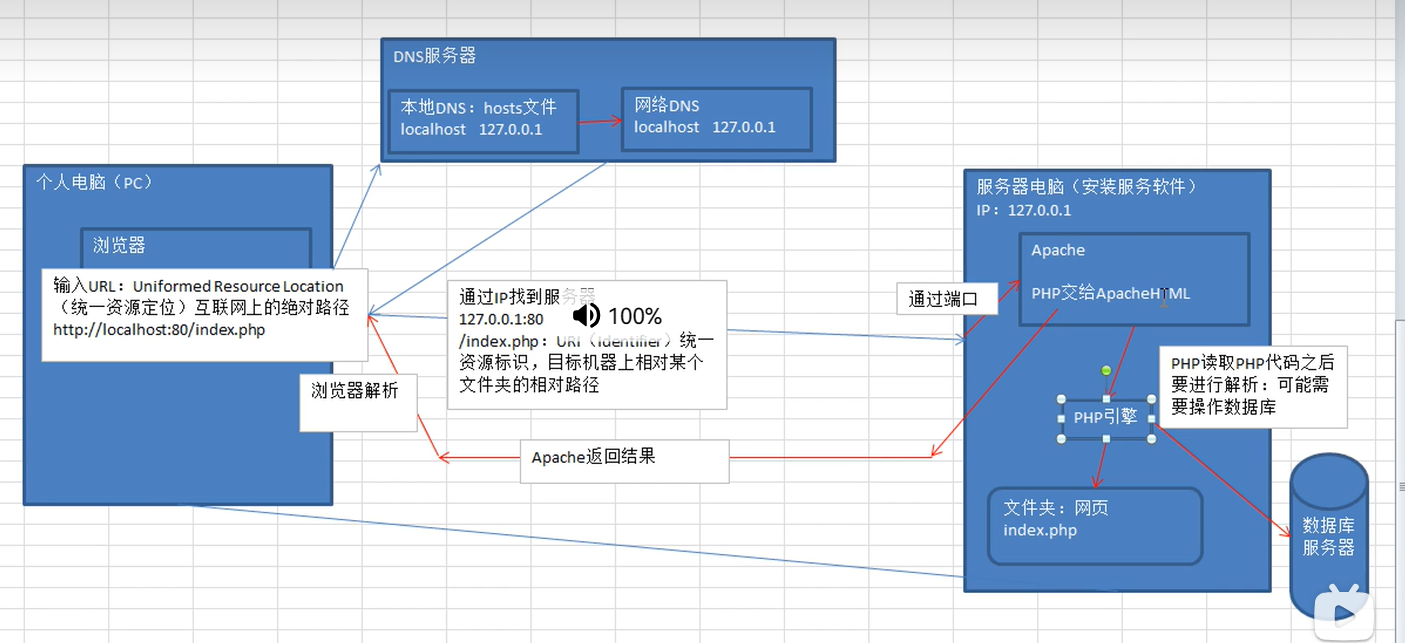 DNS服务器
本地DNS：hosts文件
localhost 127.0.0.1
网络DNS
localhost 127.0.0.1
个人电脑（PC）
浏览器
输入URL：Uniformed Resource Location
（统一资源定位）互联网上的绝对路径
http://localhost:80/index.php
浏览器解析
通过IP找到服务器
127.0.0.1:80
100%
/index.php：URI（Identifier）统一
资源标识，目标机器上相对某个
文件夹的相对路径
Apache返回结果
通过端口
服务器电脑（安装服务软件）
IP：127.0.0.1
Apache
PHP交给ApacheHTML
PHP读取PHP代码之后
要进行解析：可能需
要操作数据库
PHP引擎
文件夹：网页
index.php
数据库
服务器